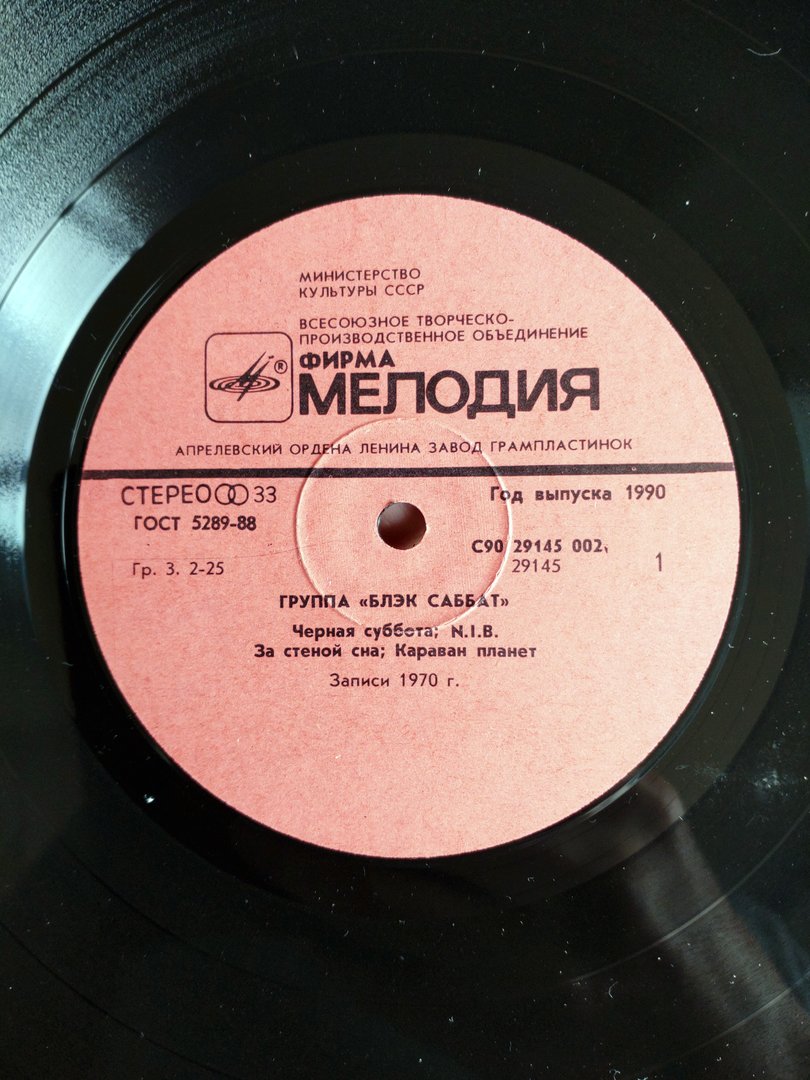 МИНИСТЕРСТВО
КУЛЬТУРЫ СССР
ВСЕСОЮЗНОЕ ТВОРЧЕСКО-
ПРОИЗВОДСТВЕННОЕ ОБЪЕДИНЕНИЕ
®
ФИРМА
МЕЛОДИЯ
АПРЕЛЕВСКИЙ ОРДЕНА ЛЕНИНА ЗАВОД ГРАМПЛАСТИНОК
СТЕРЕО 33
Год выпуска 1990
ГОСТ 5289-88
С90 29145 002,
Гр. 3. 2-25
29145
1
ГРУППА «БЛЭК САББАТ»
Черная суббота; N.I.B.
За стеной сна; Караван планет
Записи 1970 г.